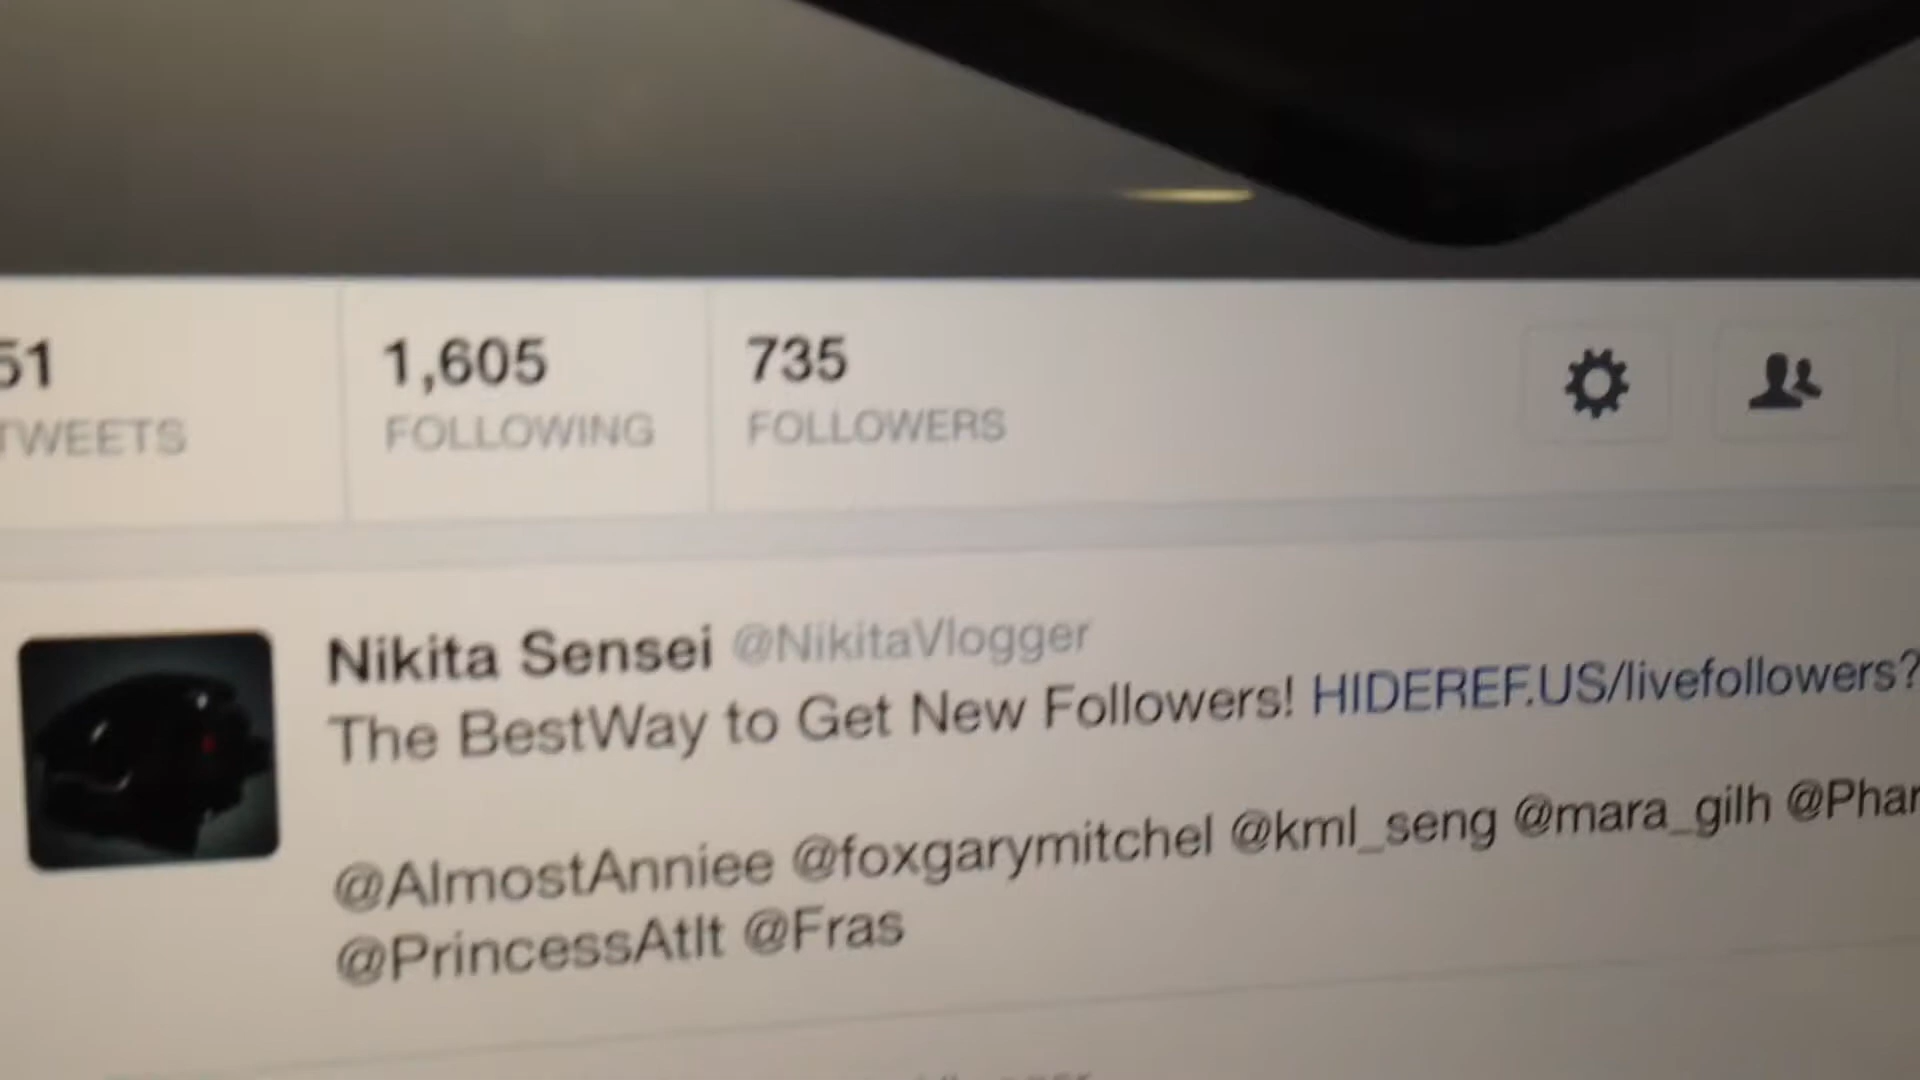 51
TWEETS
1,605
FOLLOWING
735
FOLLOWERS
Nikita Sensei @NikitaVlogger
The BestWay to Get New Followers! HIDEREF.US/livefollowers?
@AlmostAnniee @foxgarymitchel @kml_seng @mara_gilh @Phar
@PrincessAtlt @Fras